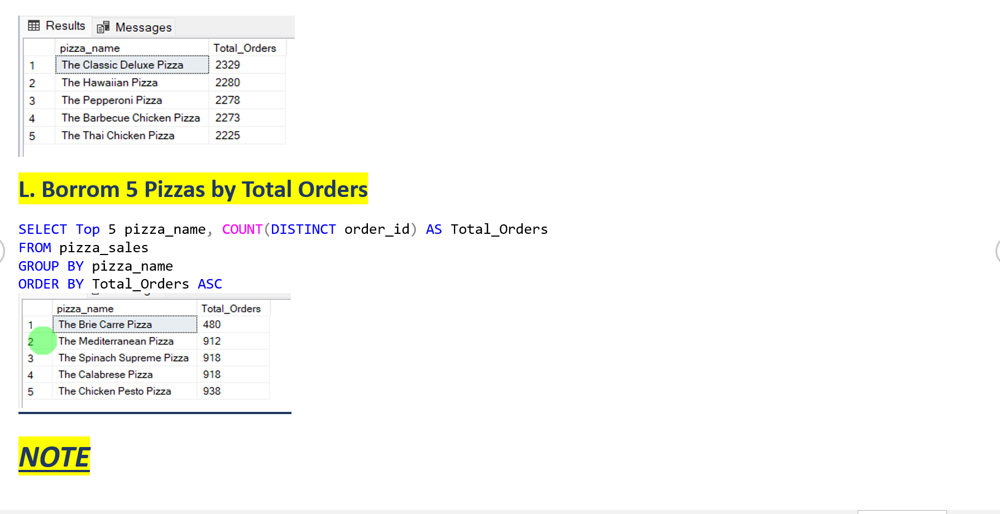 Results Messages
pizza_name Total_Orders
1 The Classic Deluxe Pizza 2329
2 The Hawaiian Pizza 2280
3 The Pepperoni Pizza 2278
4 The Barbecue Chicken Pizza 2273
5 The Thai Chicken Pizza 2225
L. Borrom 5 Pizzas by Total Orders
SELECT Top 5 pizza_name, COUNT(DISTINCT order_id) AS Total_Orders
FROM pizza_sales
GROUP BY pizza_name
ORDER BY Total_Orders ASC
pizza_name Total_Orders
1 The Brie Carre Pizza 480
2 The Mediterranean Pizza 912
3 The Spinach Supreme Pizza 918
4 The Calabrese Pizza 918
5 The Chicken Pesto Pizza 938
NOTE